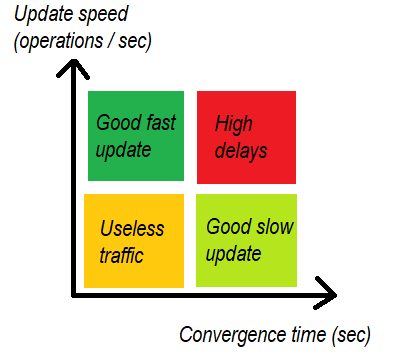 Update speed
(operations / sec)
Good fast
update
High
delays
Useless
traffic
Good slow
update
Convergence time (sec)